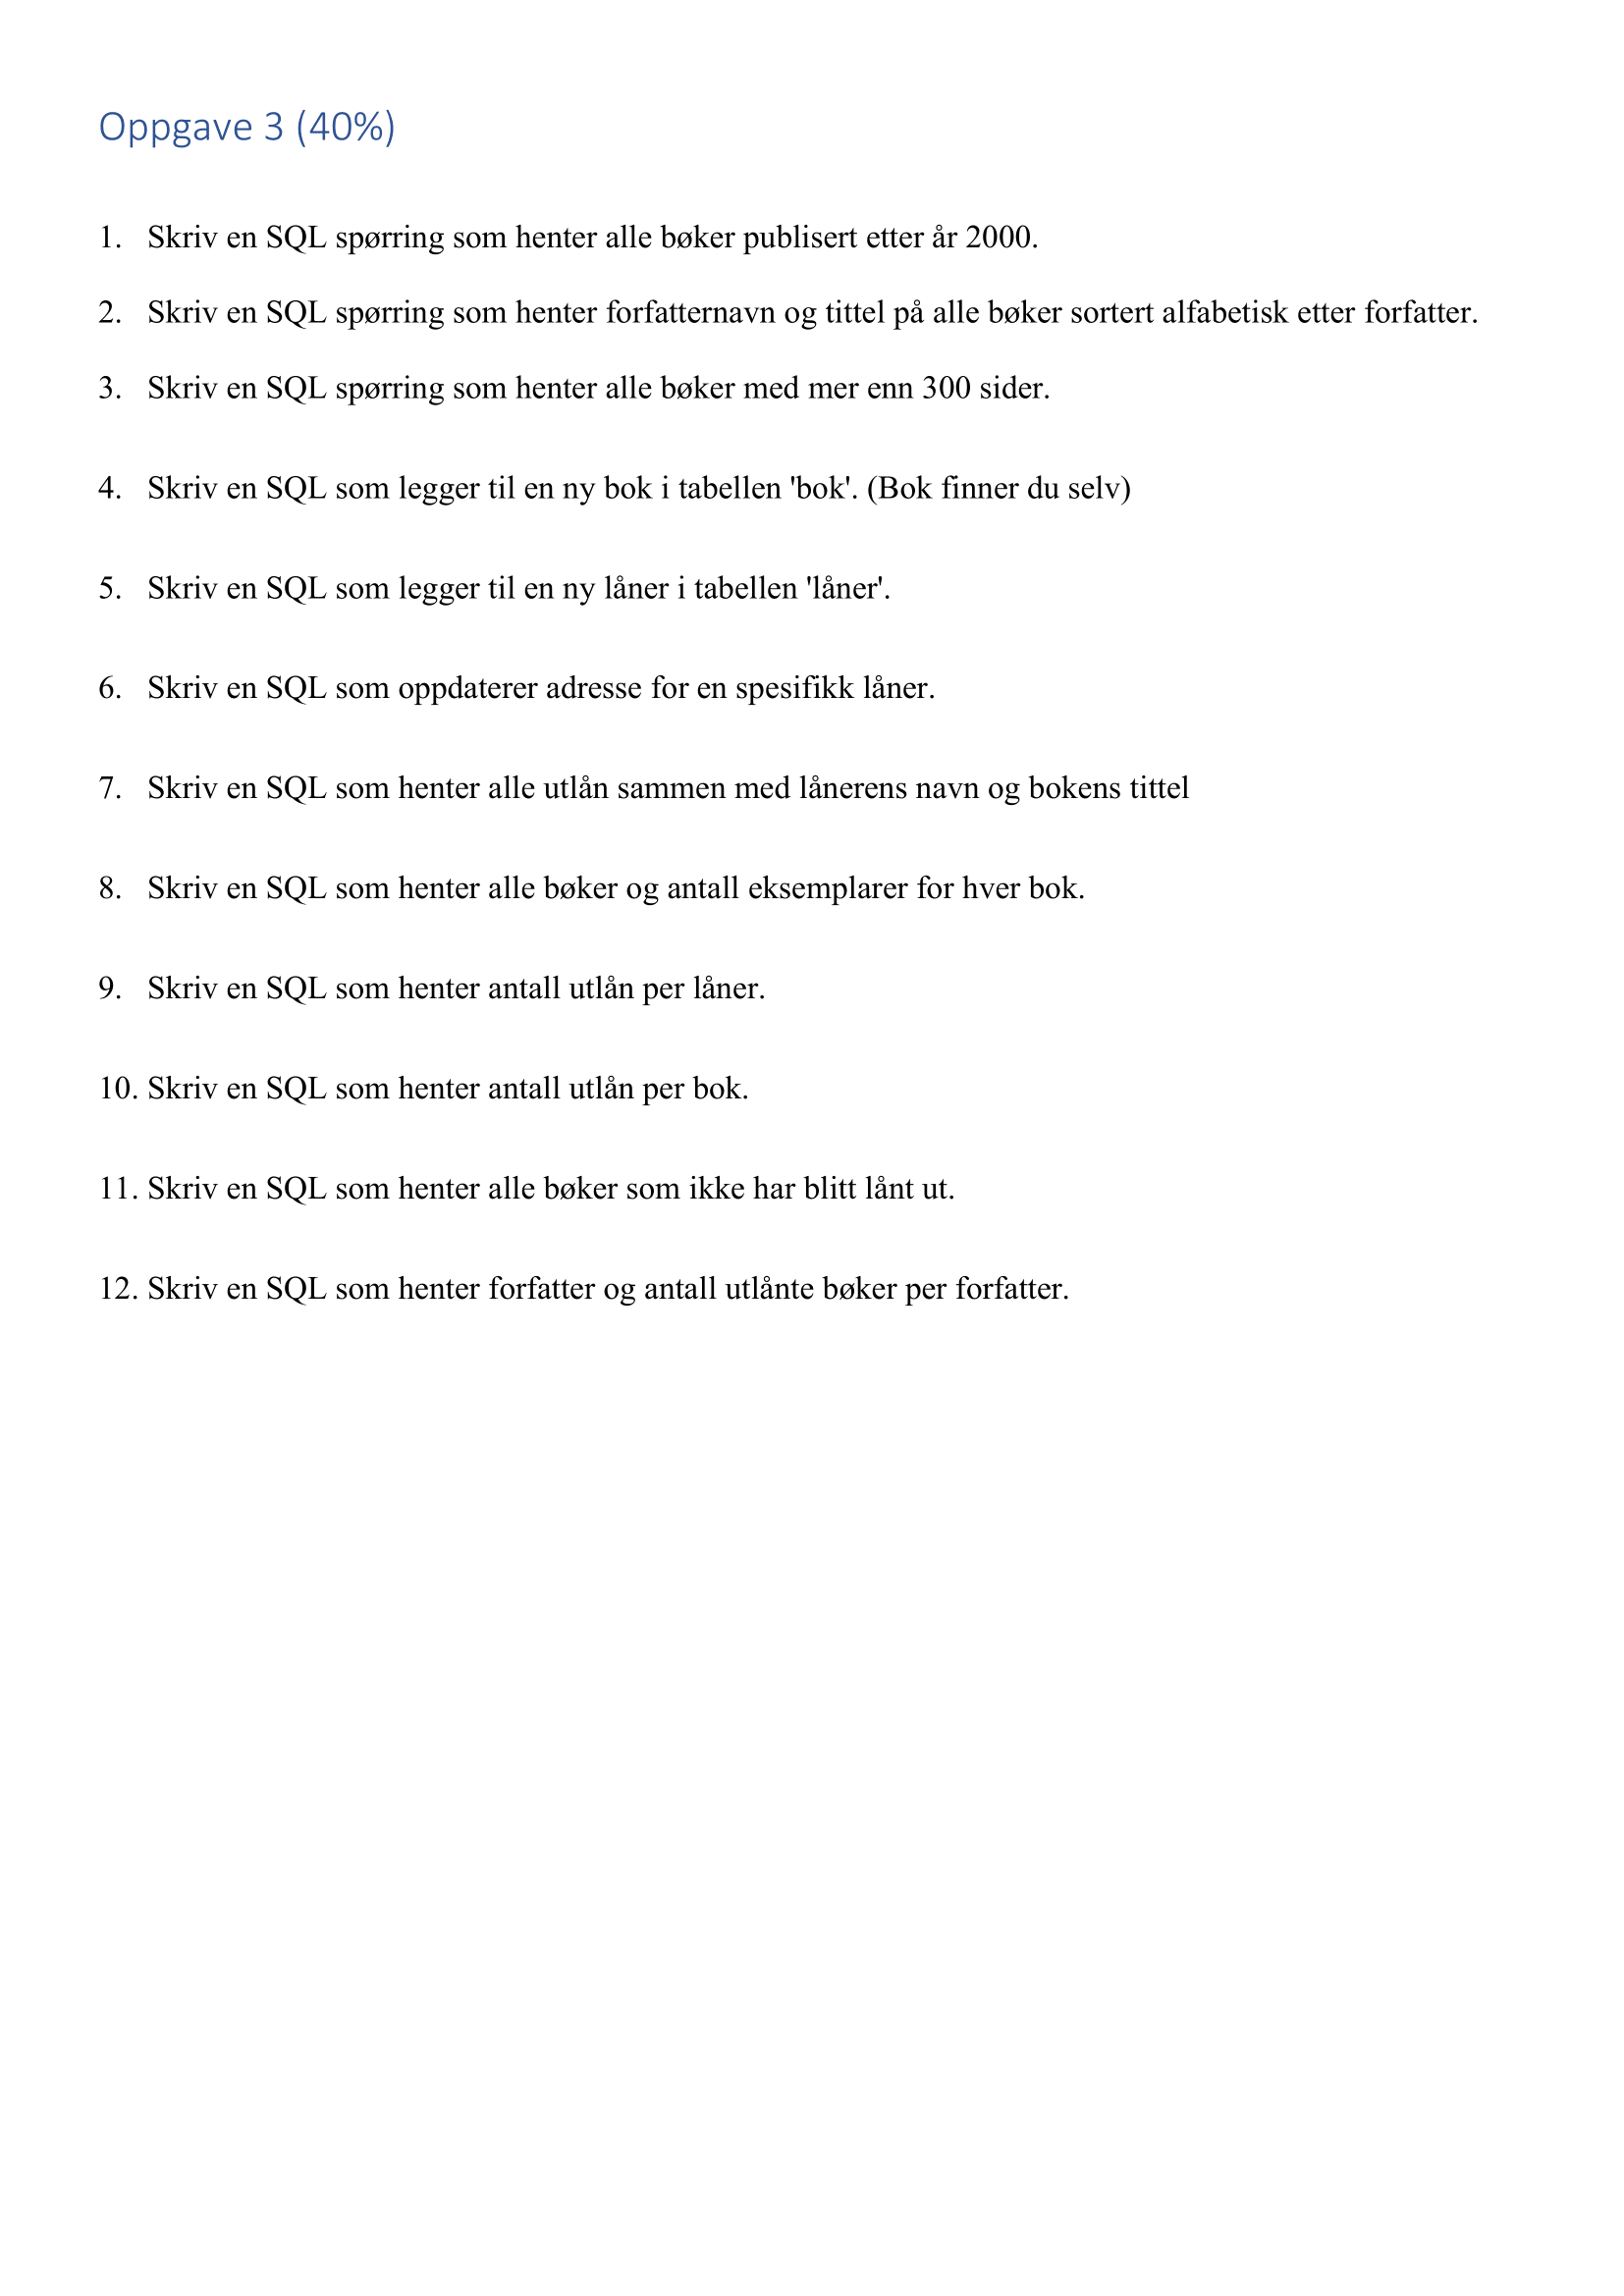 Oppgave 3 (40%)
1. Skriv en SQL spørring som henter alle bøker publisert etter år 2000.
2. Skriv en SQL spørring som henter forfatternavn og tittel på alle bøker sortert alfabetisk etter forfatter.
3. Skriv en SQL spørring som henter alle bøker med mer enn 300 sider.
4. Skriv en SQL som legger til en ny bok i tabellen 'bok'. (Bok finner du selv)
5. Skriv en SQL som legger til en ny låner i tabellen 'låner'.
6. Skriv en SQL som oppdaterer adresse for en spesifikk låner.
7. Skriv en SQL som henter alle utlån sammen med lånerens navn og bokens tittel
8. Skriv en SQL som henter alle bøker og antall eksemplarer for hver bok.
9. Skriv en SQL som henter antall utlån per låner.
10. Skriv en SQL som henter antall utlån per bok.
11. Skriv en SQL som henter alle bøker som ikke har blitt lånt ut.
12. Skriv en SQL som henter forfatter og antall utlånte bøker per forfatter.